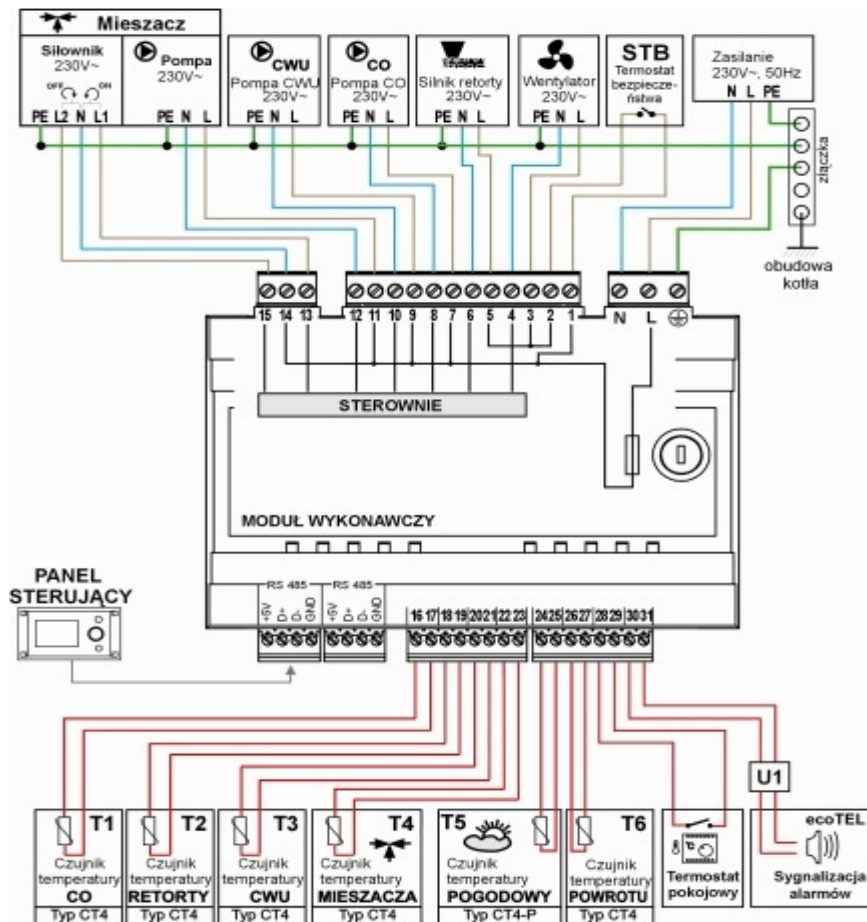 Mieszacz
Siłownik
230V~
OFF ON
PE L2 N L1
Pompa
230V~
PE N L
CWU
Pompa CWU
230V~
PE N L
CO
Pompa CO
230V~
PE N L
Silnik retorty
230V~
PE N L
Wentylator
230V~
PE N L
STB
Termostat
bezpiecze-
ństwa
Zasilanie
230V~, 50Hz
N L PE
złączka
obudowa
kotła
15 14 13 12 11 10 9 8 7 6 5 4 3 2 1 N L
STEROWNIE
MODUŁ WYKONAWCZY
PANEL
STERUJĄCY
RS 485 RS 485
+5V D+ D- GND +5V D+ D- GND
16 17 18 19 20 21 22 23 24 25 26 27 28 29 30 31
U1
T1
Czujnik
temperatury
CO
Typ CT4
T2
Czujnik
temperatury
RETORTY
Typ CT4
T3
Czujnik
temperatury
CWU
Typ CT4
T4
Czujnik
temperatury
MIESZACZA
Typ CT4
T5
Czujnik
temperatury
POGODOWY
Typ CT4-P
T6
Czujnik
temperatury
POWROTU
Typ CT4
°C
Termostat
pokojowy
ecoTEL
Sygnalizacja
alarmów